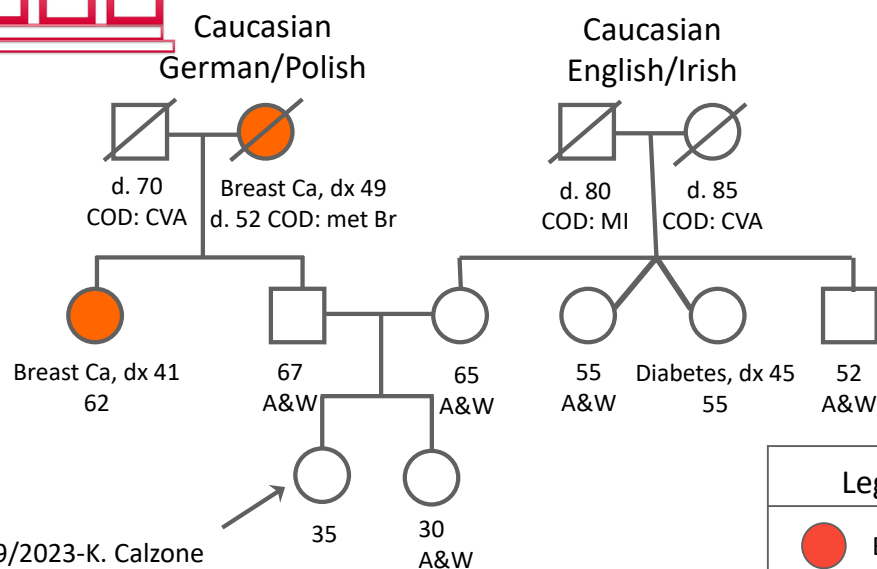 Caucasian
German/Polish
Caucasian
English/Irish
d. 70
COD: CVA
Breast Ca, dx 49
d. 52 COD: met Br
d. 80
COD: MI
d. 85
COD: CVA
Breast Ca, dx 41
62
67
A&W
65
A&W
55
A&W
Diabetes, dx 45
55
52
A&W
35
30
A&W
9/2023-K. Calzone